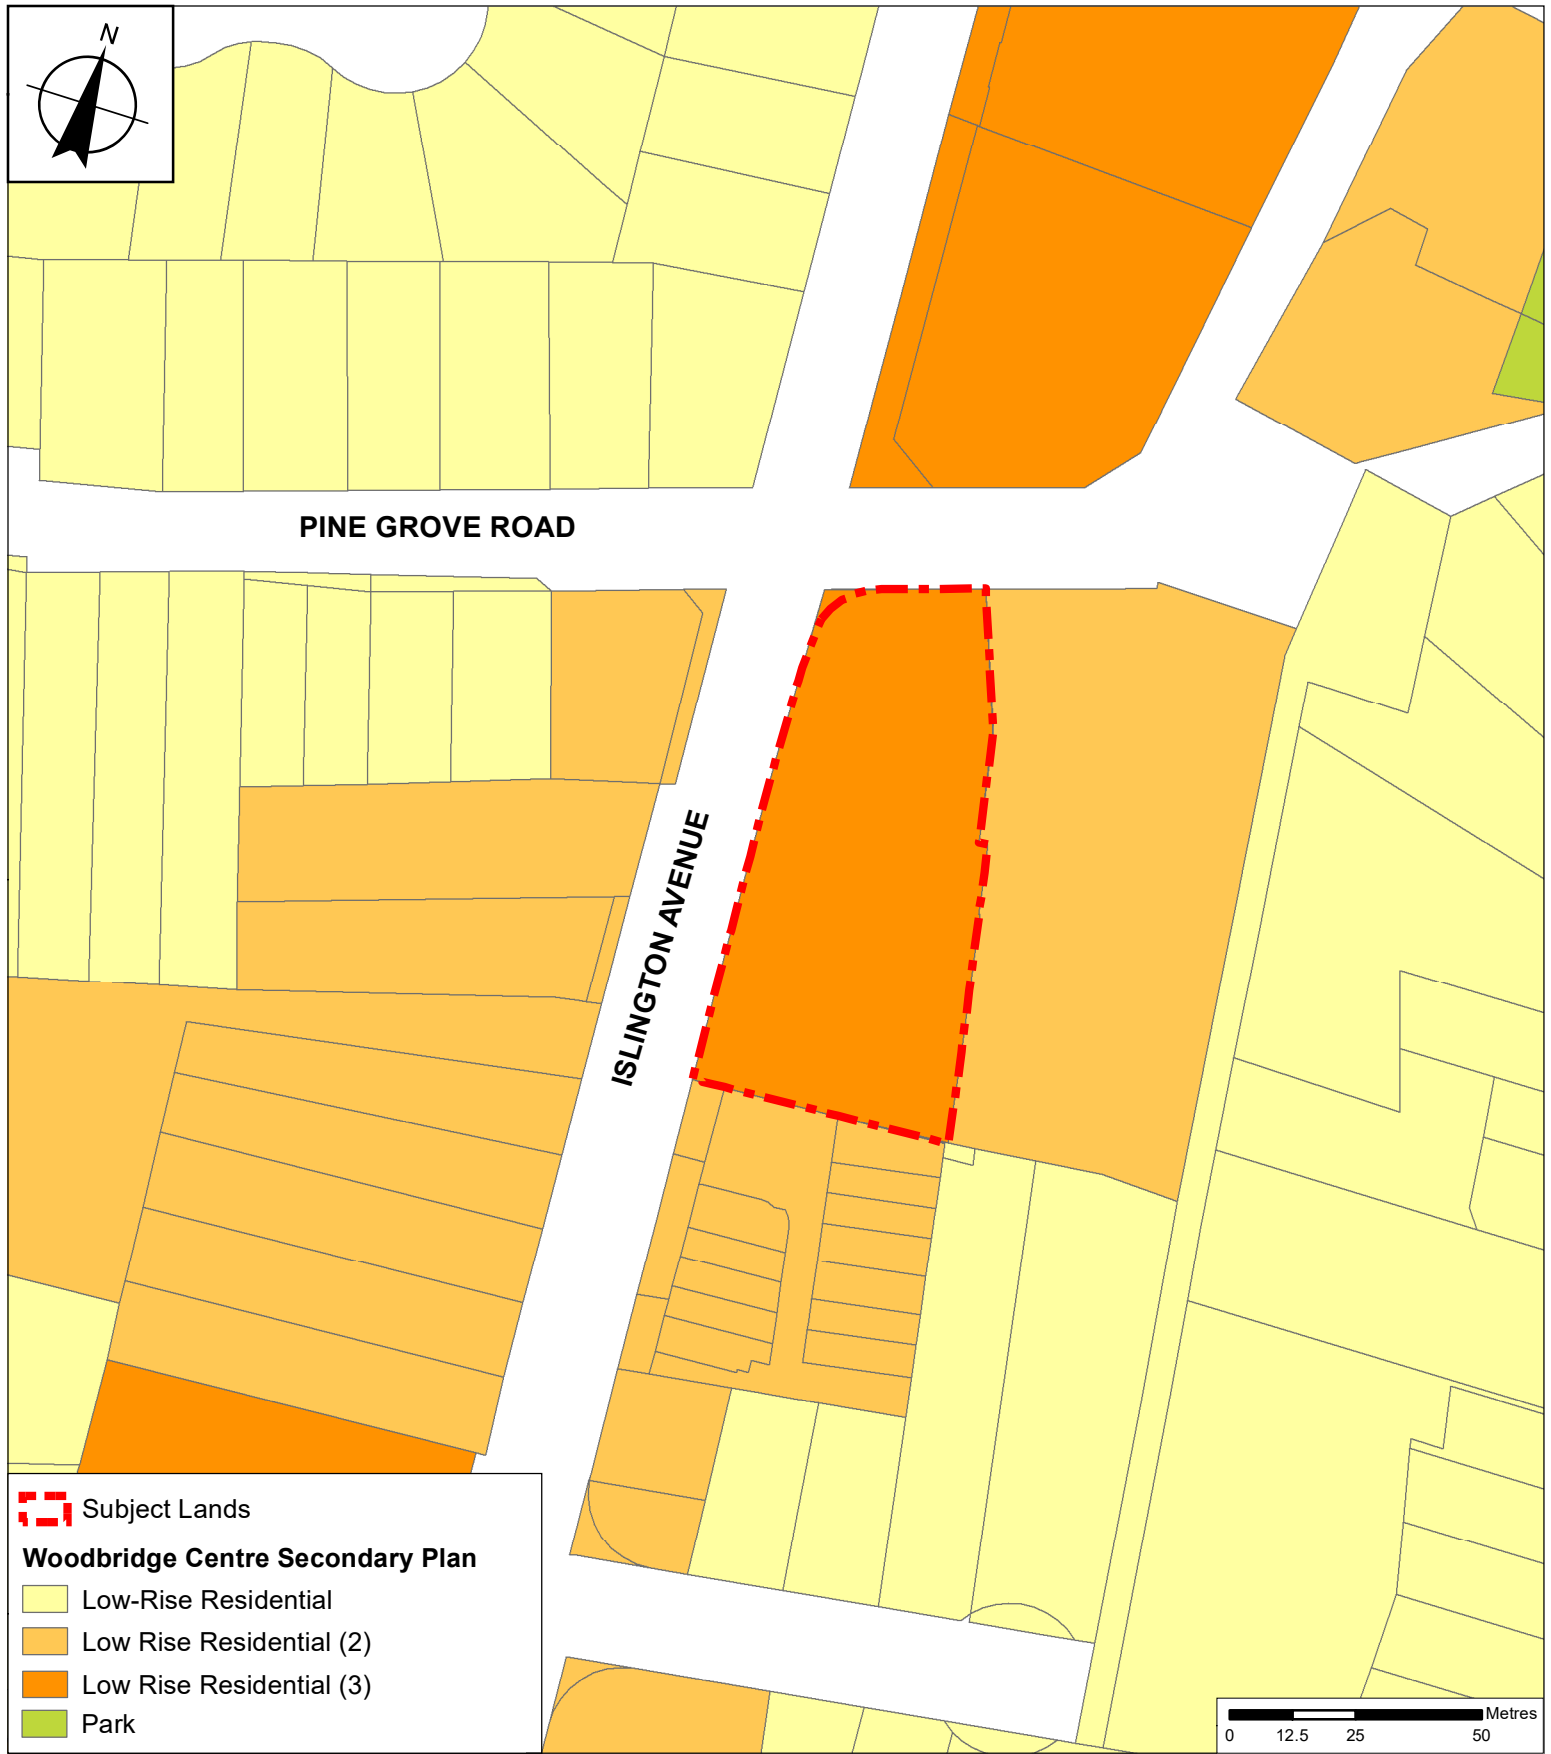 N
PINE GROVE ROAD
ISLINGTON AVENUE
Subject Lands
Woodbridge Centre Secondary Plan
Low-Rise Residential
Low Rise Residential (2)
Low Rise Residential (3)
Park
Metres
0 12.5 25 50